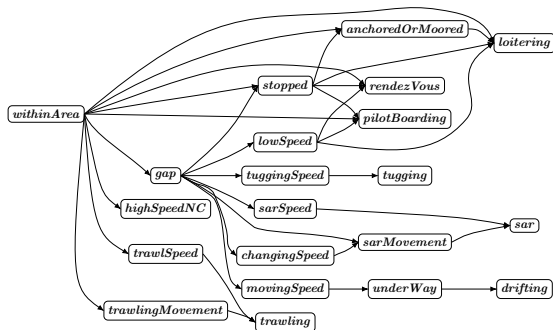 anchoredOrMoored
loitering
stopped
rendezVous
withinArea
pilotBoarding
lowSpeed
gap
tuggingSpeed
tugging
highSpeedNC
sarSpeed
sar
sarMovement
trawlSpeed
changingSpeed
movingSpeed
underWay
drifting
trawlingMovement
trawling